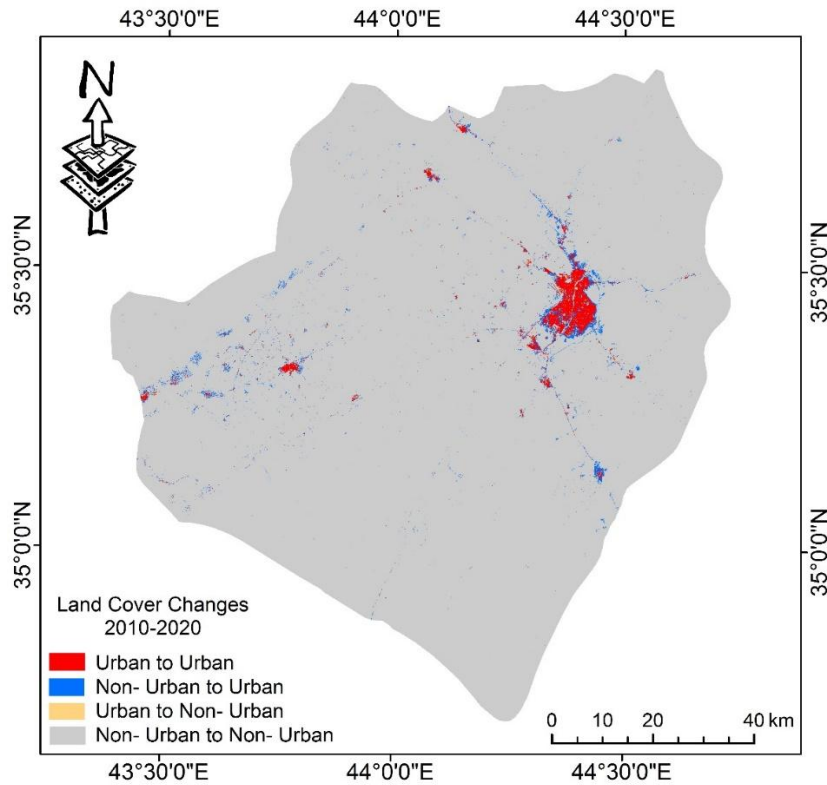 43°30'0"E 44°0'0"E 44°30'0"E
N
35°30'0"N 35°30'0"N
35°0'0"N 35°0'0"N
Land Cover Changes
2010-2020
Urban to Urban
Non- Urban to Urban
Urban to Non- Urban
Non- Urban to Non- Urban
0 10 20 40 km
43°30'0"E 44°0'0"E 44°30'0"E